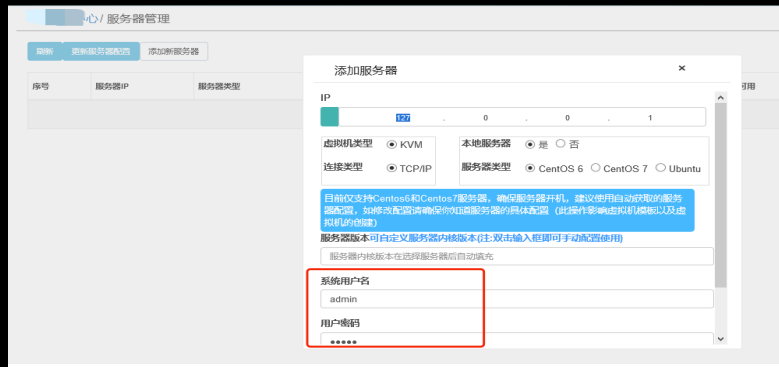 心/ 服务器管理
刷新 更新服务器配置 添加新服务器
序号 服务器IP 服务器类型 可用
添加服务器 ×
IP
127 . 0 . 0 . 1
虚拟机类型 KVM 本地服务器 是 否
连接类型 TCP/IP 服务器类型 CentOS 6 CentOS 7 Ubuntu
目前仅支持Centos6和Centos7服务器，确保服务器开机，建议使用自动获取的服务
器配置，如修改配置请确保你知道服务器的具体配置（此操作影响虚拟机模板以及虚
拟机的创建）
服务器版本可自定义服务器内核版本(注:双击输入框即可手动配置使用)
服务器内核版本在选择服务器后自动填充
系统用户名
admin
用户密码
•••••